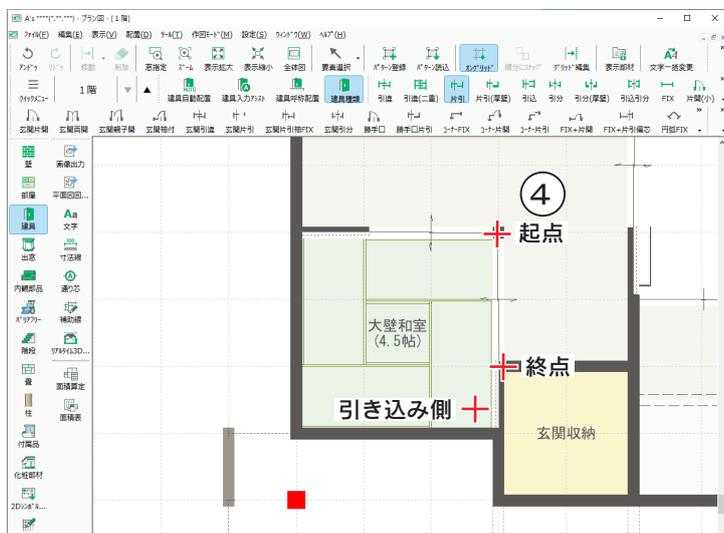 A's ****(*.**.***) - プラン図 - [1 階]
ファイル(F) 編集(E) 表示(V) 配置(D) ツール(T) 作図モード(M) 設定(S) ウィンドウ(W) ヘルプ(H)
アンドゥ リドゥ 移動 削除 窓指定 ズーム 表示拡大 表示縮小 全体図 要素選択 パターン登録 パターン読込 オングリッド 線分にスナップ グリッド編集 表示部材 文字一括変更
クイックメニュー 1階 建具自動配置 建具入力アシスト 建具呼称配置 建具種類 引違 引違(二重) 片引 片引(厚壁) 引込 引分 引分(厚壁) 引込引分 FIX 片開(小)
玄関片開 玄関両開 玄関親子開 玄関袖付 玄関引違 玄関片引 玄関片引袖FIX 玄関引分 勝手口 勝手口片引 コーナーFIX コーナー片開 コーナー片引 FIX+片開 FIX+片引偏芯 円弧FIX
壁 画像出力
部屋 平面図図...
建具 文字
出窓 寸法線
内観部品 通り芯
バリアフリー 補助線
階段 リアルタイム3D...
畳 面積算定
柱 面積表
付属品
化粧部材
2Dシンボル...
④
起点
大壁和室
(4.5帖)
終点
引き込み側
玄関収納